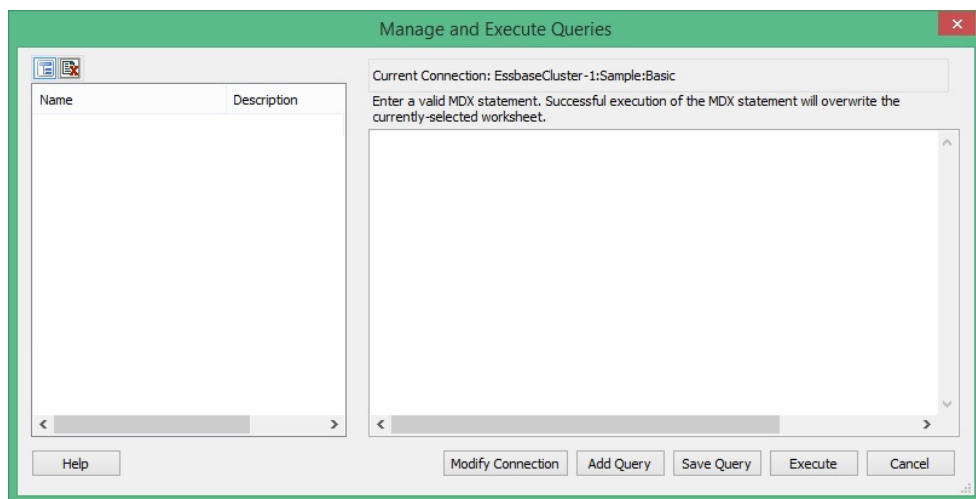 Manage and Execute Queries
Name Description
Current Connection: EssbaseCluster-1:Sample:Basic
Enter a valid MDX statement. Successful execution of the MDX statement will overwrite the
currently-selected worksheet.
Help Modify Connection Add Query Save Query Execute Cancel